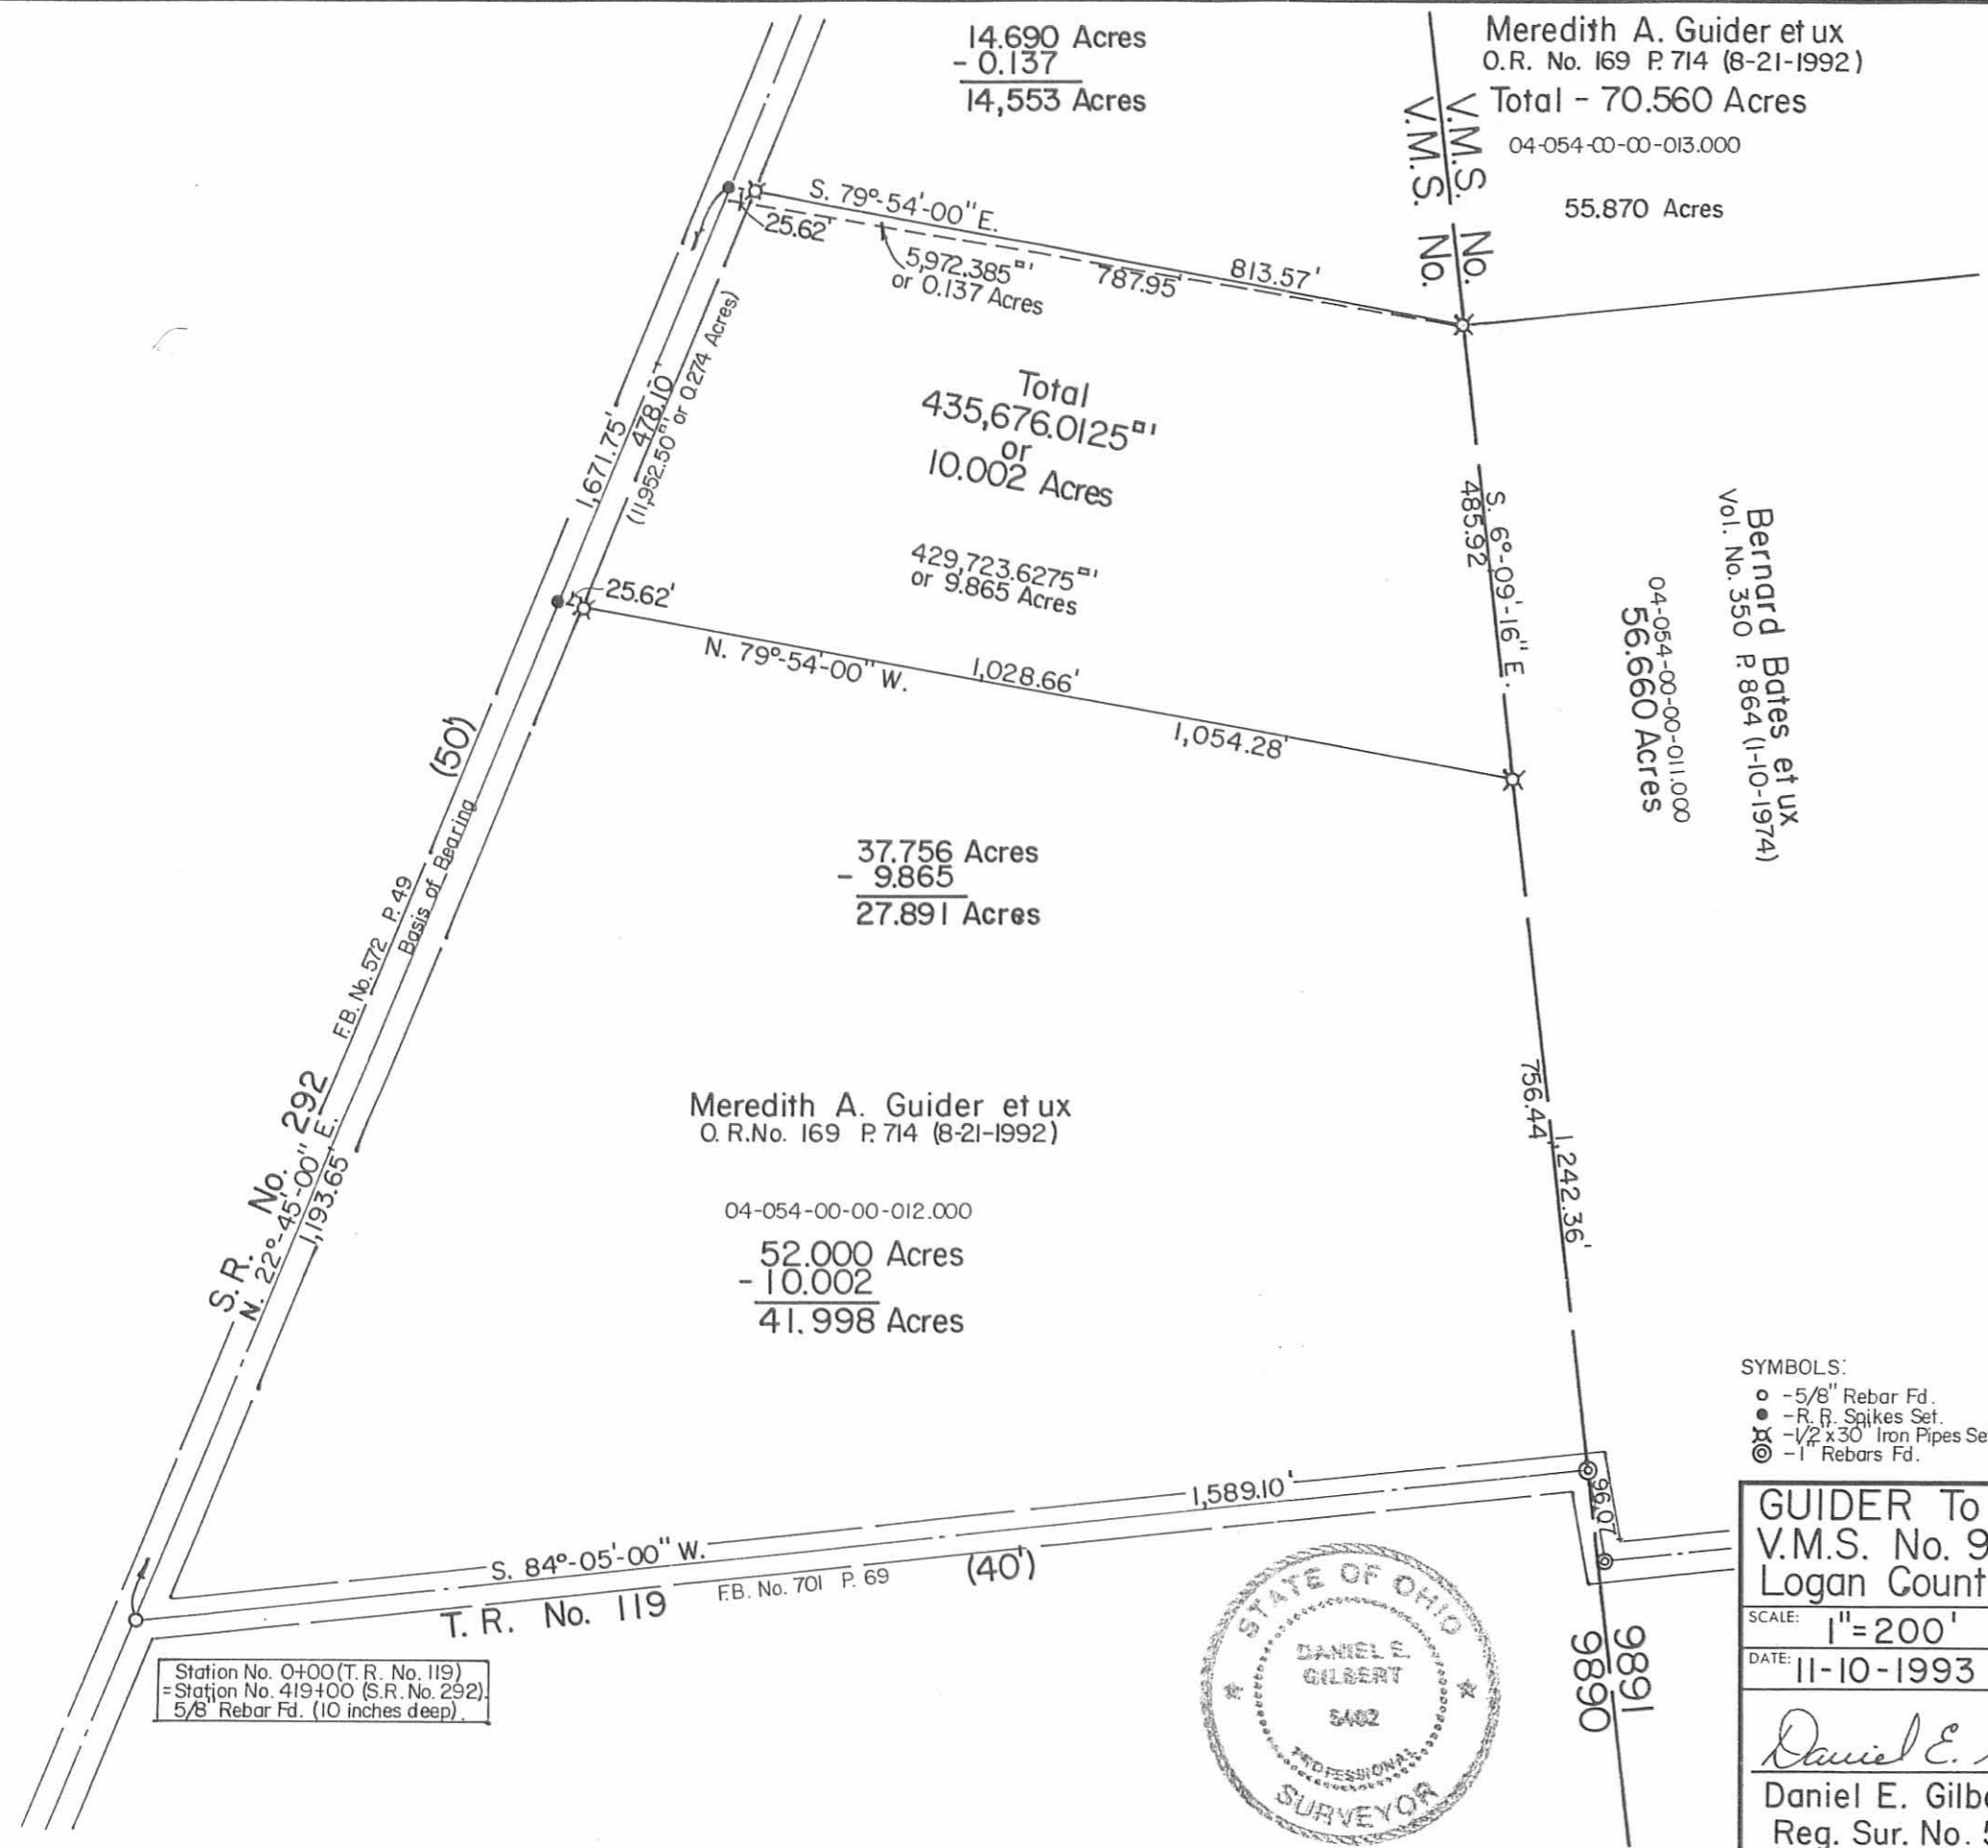 14.690 Acres
- 0.137
14,553 Acres
Meredith A. Guider et ux
O.R. No. 169 P. 714 (8-21-1992)
Total - 70.560 Acres
04-054-00-00-013.000
55.870 Acres
V.M.S. No.
V.M.S. No.
S. 79°-54'-00" E.
25.62'
5,972.385▫'
or 0.137 Acres
787.95'
813.57'
Total
435,676.0125▫'
or
10.002 Acres
429,723.6275▫'
or 9.865 Acres
1,671.75'
478.10'
(11,952.50▫' or 0.274 Acres)
25.62'
N. 79°-54'-00" W.
1,028.66'
1,054.28'
S. 6°-09'-16" E.
485.92
Bernard Bates et ux
Vol. No. 350 P. 864 (1-10-1974)
04-054-00-00-011.000
56.660 Acres
(50')
37.756 Acres
- 9.865
27.891 Acres
F.B. No. 572 P. 49
Basis of Bearing
S. R. No. 292
N. 22°-45'-00" E.
1,193.65'
Meredith A. Guider et ux
O. R.No. 169 P. 714 (8-21-1992)
04-054-00-00-012.000
52.000 Acres
- 10.002
41.998 Acres
756.44
1,242.36'
SYMBOLS:
-5/8" Rebar Fd.
-R. R. Spikes Set.
-1/2"x30" Iron Pipes Se
-1" Rebars Fd.
1,589.10'
S. 84°-05'-00" W.
T. R. No. 119
F.B. No. 701 P. 69
(40')
96.07
9891
9890
Station No. 0+00 (T. R. No. 119)
=Station No. 419+00 (S.R. No. 292).
5/8" Rebar Fd. (10 inches deep).
STATE OF OHIO
DANIEL E.
GILBERT
5402
PROFESSIONAL
SURVEYOR
GUIDER To
V.M.S. No. 9
Logan Count
SCALE: 1"=200'
DATE: 11-10-1993
Daniel E.
Daniel E. Gilb
Reg. Sur. No.